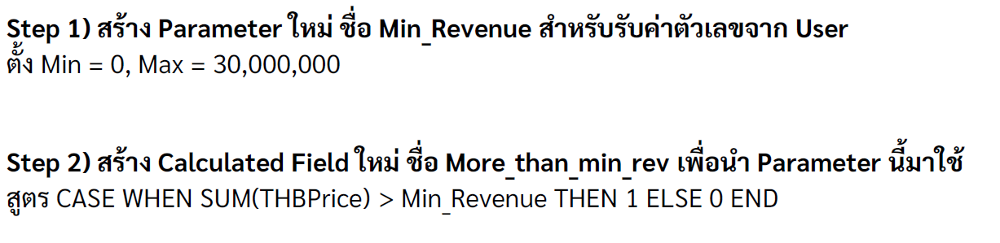 Step 1) สร้าง Parameter ใหม่ ชื่อ Min_Revenue สำหรับรับค่าตัวเลขจาก User
ตั้ง Min = 0, Max = 30,000,000
Step 2) สร้าง Calculated Field ใหม่ ชื่อ More_than_min_rev เพื่อนำ Parameter นี้มาใช้
สูตร CASE WHEN SUM(THBPrice) > Min_Revenue THEN 1 ELSE 0 END